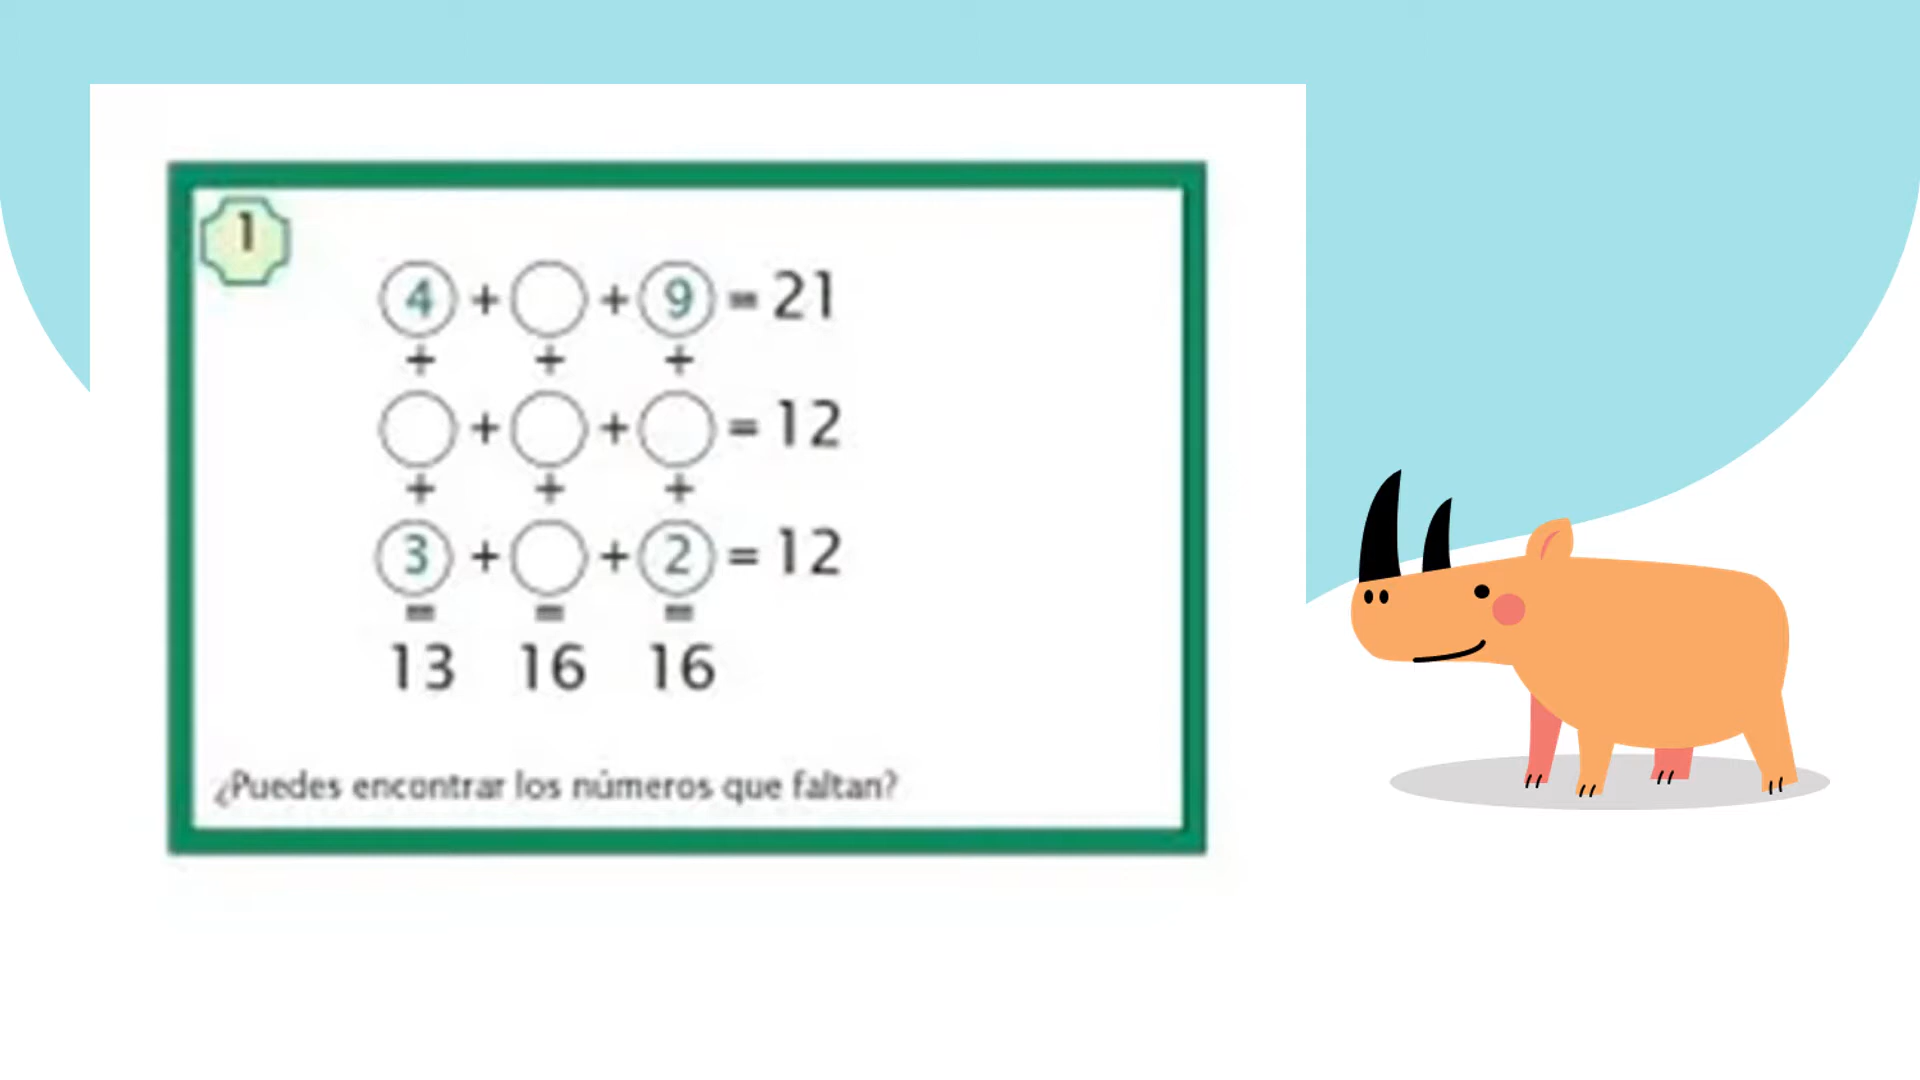 1
4 + + 9 = 21
+ + +
+ + = 12
+ + +
3 + + 2 = 12
= = =
13 16 16
¿Puedes encontrar los números que faltan?